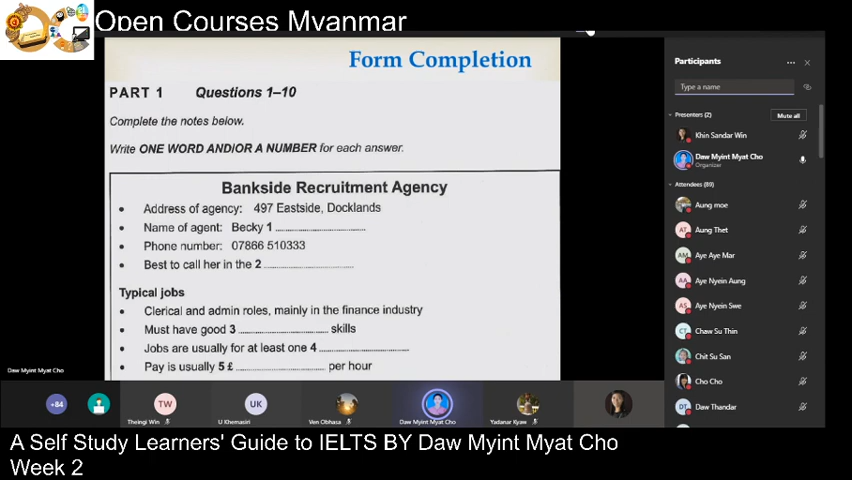 Open Courses Myanmar
Form Completion
PART 1 Questions 1–10
Complete the notes below.
Write ONE WORD AND/OR A NUMBER for each answer.
Bankside Recruitment Agency
• Address of agency: 497 Eastside, Docklands
• Name of agent: Becky 1 ..............................
• Phone number: 07866 510333
• Best to call her in the 2 ..............................
Typical jobs
• Clerical and admin roles, mainly in the finance industry
• Must have good 3 .............................. skills
• Jobs are usually for at least one 4 ..............................
• Pay is usually 5 £ .............................. per hour
Participants
Type a name
Presenters (2)
Mute all
Khin Sandar Win
Daw Myint Myat Cho
Organizer
Attendees (89)
Aung moe
AT Aung Thet
AM Aye Aye Mar
AA Aye Nyein Aung
AS Aye Nyein Swe
CT Chaw Su Thin
Chit Su San
Cho Cho
DT Daw Thandar
Daw Myint Myat Cho
+84
TW
UK
Theingi Win
U Khemasiri
Ven Obhasa
Daw Myint Myat Cho
Yadanar Kyaw
A Self Study Learners' Guide to IELTS BY Daw Myint Myat Cho
Week 2